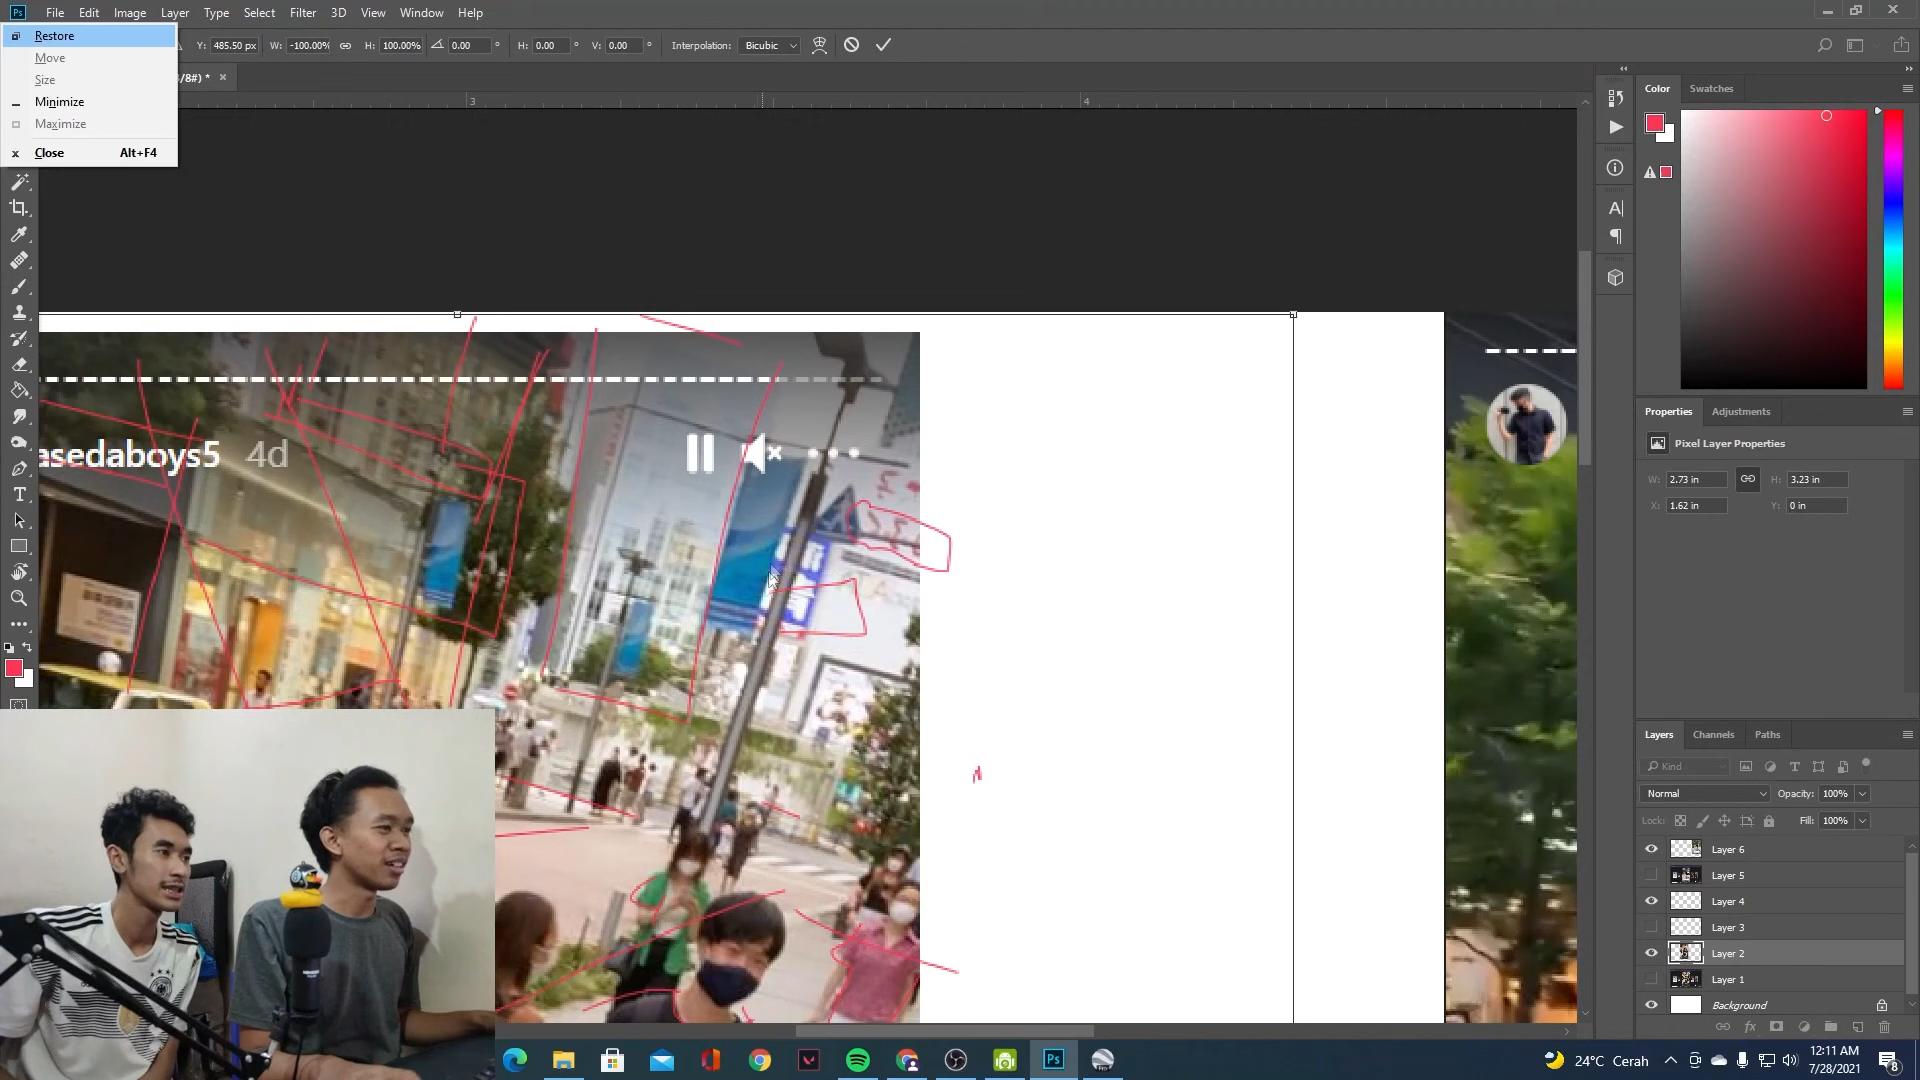 Ps File Edit Image Layer Type Select Filter 3D View Window Help
Restore
Move
Size
Minimize
Maximize
x Close Alt+F4
Y: 485.50 px W: -100.00% H: 100.00% 0.00 ° H: 0.00 ° V: 0.00 ° Interpolation: Bicubic
/8#) * ×
3 4
asedaboys5 4d
Color Swatches
Properties Adjustments
Pixel Layer Properties
W: 2.73 in H: 3.23 in
X: 1.62 in Y: 0 in
Layers Channels Paths
Kind
Normal Opacity: 100%
Lock: Fill: 100%
Layer 6
Layer 5
Layer 4
Layer 3
Layer 2
Layer 1
Background
fx
24°C Cerah
12:11 AM
7/28/2021
8